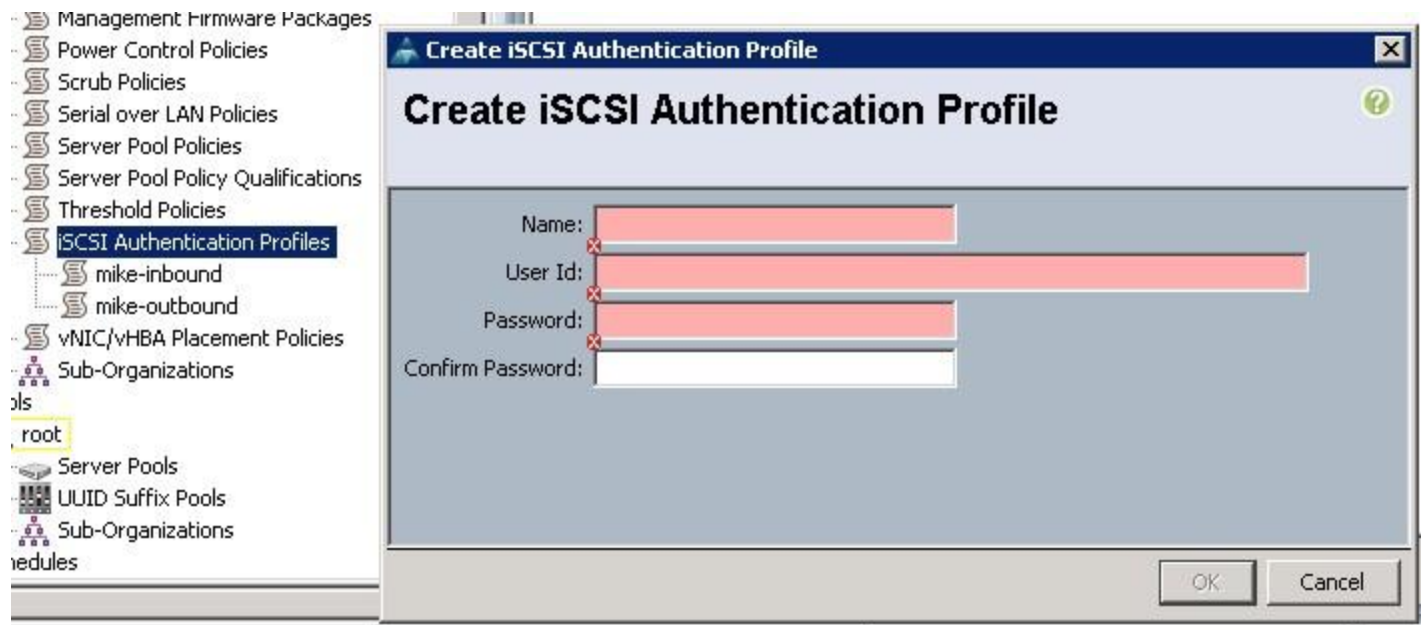 Management Firmware Packages
Power Control Policies
Scrub Policies
Serial over LAN Policies
Server Pool Policies
Server Pool Policy Qualifications
Threshold Policies
iSCSI Authentication Profiles
mike-inbound
mike-outbound
vNIC/vHBA Placement Policies
Sub-Organizations
ols
root
Server Pools
UUID Suffix Pools
Sub-Organizations
hedules
Create iSCSI Authentication Profile
Create iSCSI Authentication Profile
Name:
User Id:
Password:
Confirm Password:
OK
Cancel